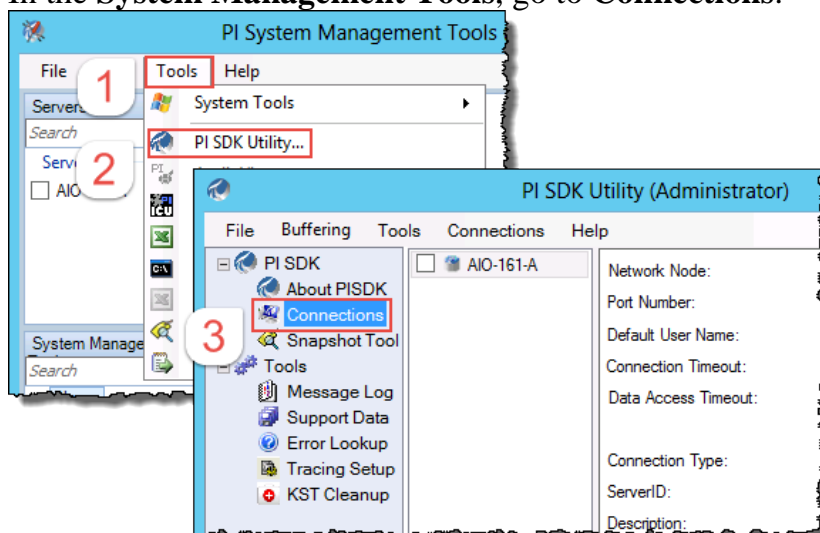 In the System Management Tools, go to Connections.
PI System Management Tools
File
Tools
Help
1
Servers
System Tools
Search
PI SDK Utility...
2
PI SDK Utility (Administrator)
File
Buffering
Tools
Connections
Help
PI SDK
AIO-161-A
Network Node:
About PISDK
Port Number:
Connections
3
Snapshot Tool
Default User Name:
System Manage
Tools
Connection Timeout:
Search
Message Log
Data Access Timeout:
Support Data
Error Lookup
Connection Type:
Tracing Setup
ServerID:
KST Cleanup
Description: